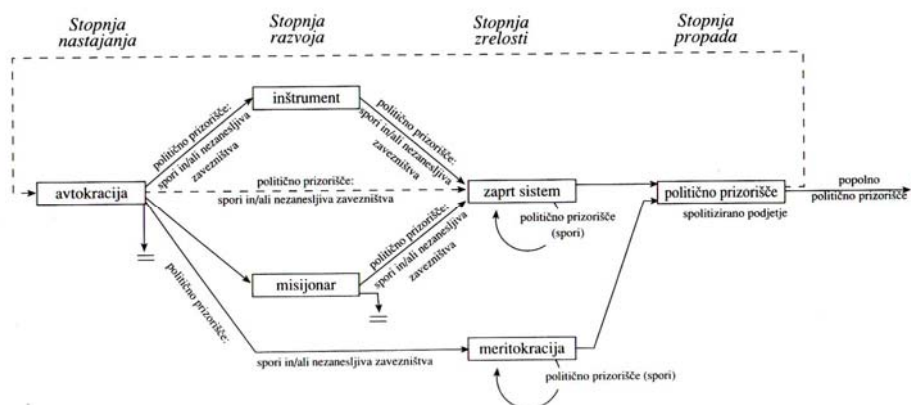 Stopnja
nastajanja
Stopnja
razvoja
Stopnja
zrelosti
Stopnja
propada
inštrument
politično prizorišče:
spori in/ali nezanesljiva
zavezništva
politično prizorišče:
spori in/ali nezanesljiva
zavezništva
avtokracija
politično prizorišče:
spori in/ali nezanesljiva zavezništva
zaprt sistem
politično prizorišče
(spori)
politično prizorišče
spolitizirano podjetje
popolno
politično prizorišče
politično prizorišče:
spori in/ali nezanesljiva
zavezništva
misijonar
politično prizorišče:
spori in/ali nezanesljiva zavezništva
meritokracija
politično prizorišče (spori)